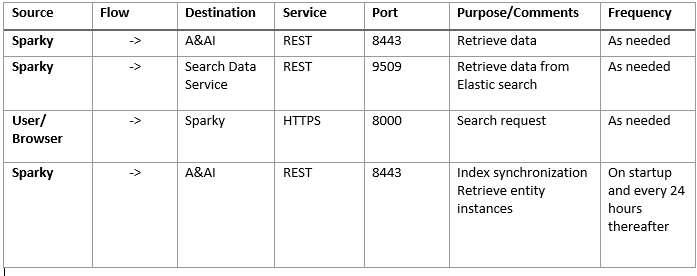 Source Flow Destination Service Port Purpose/Comments Frequency
Sparky -> A&AI REST 8443 Retrieve data As needed
Sparky -> Search Data REST 9509 Retrieve data from As needed
Service Elastic search
User/ -> Sparky HTTPS 8000 Search request As needed
Browser
Sparky -> A&AI REST 8443 Index synchronization On startup
Retrieve entity and every 24
instances hours
thereafter